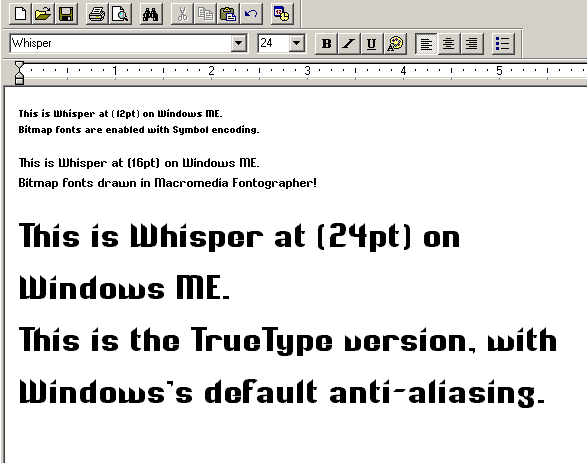 Whisper 24 B I U
1 2 3 4 5
This is Whisper at (12pt) on Windows ME.
Bitmap fonts are enabled with Symbol encoding.
This is Whisper at (16pt) on Windows ME.
Bitmap fonts drawn in Macromedia Fontographer!
This is Whisper at (24pt) on
Windows ME.
This is the TrueType version, with
Windows's default anti-aliasing.